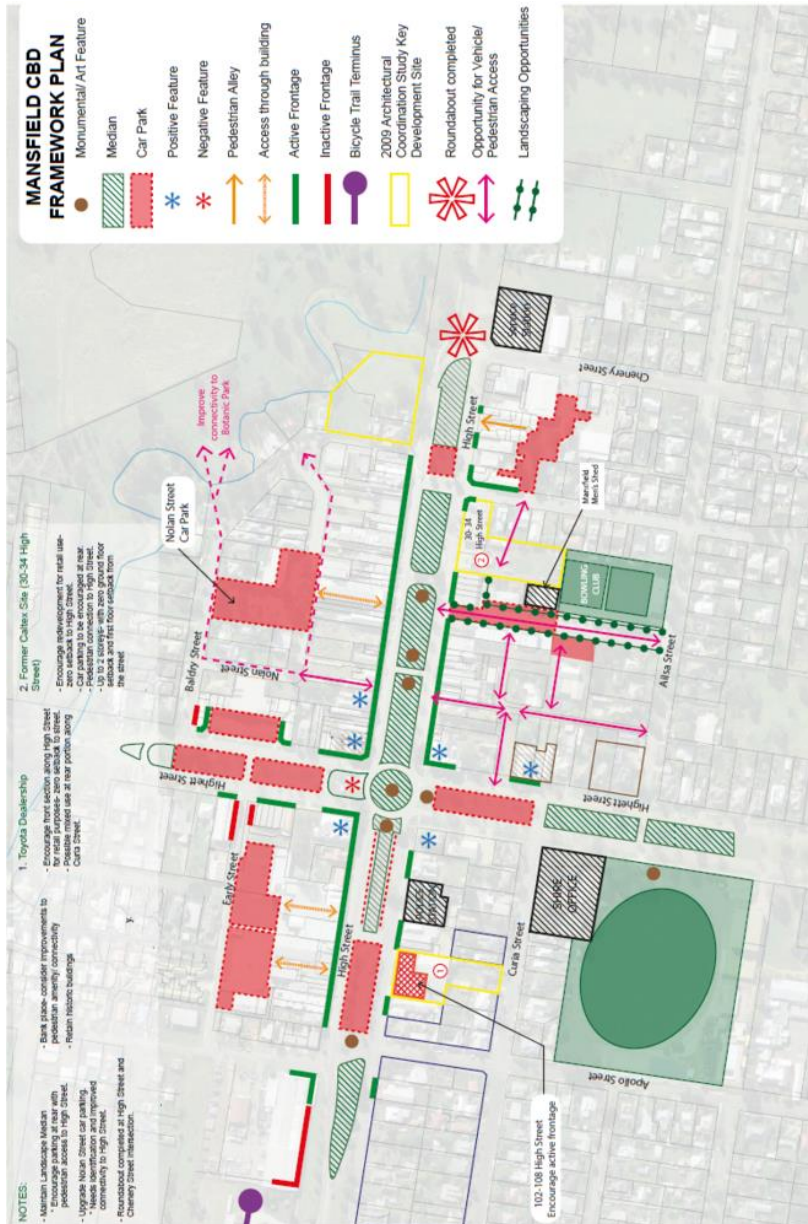 MANSFIELD CBD
FRAMEWORK PLAN
Monumental/ Art Feature
Median
Car Park
Positive Feature
Negative Feature
Pedestrian Alley
Access through building
Active Frontage
Inactive Frontage
Bicycle Trail Terminus
2009 Architectural
Coordination Study Key
Development Site
Roundabout completed
Opportunity for Vehicle/
Pedestrian Access
Landscaping Opportunities
NOTES:
- Maintain Landscape Median
* Encourage parking at rear with
pedestrian access to High Street.
- Upgrade Nolan Street car parking.
* Needs identification and improved
connectivity to High Street.
- Roundabout completed at High Street and
Chenery Street intersection.
- Bank place- consider improvements to
pedestrian amenity/ connectivity
- Retain historic buildings
y.
1. Toyota Dealership
- Encourage front section along High Street
for retail purposes- zero setback to street.
- Possible mixed use at rear portion along
Curia Street.
2. Former Caltex Site (30-34 High
Street)
- Encourage redevelopment for retail use-
zero setback to High Street.
- Car parking to be encouraged at rear.
- Pedestrian connection to High Street.
- Up to 2 storeys- with zero ground floor
setback and first floor setback from
the street
Improve
connectivity to
Botanic Park
Nolan Street
Car Park
Baldry Street
Nolan Street
Highett Street
Early Street
High Street
High Street
Chenery Street
30-34
High Street
2
Mansfield
Men's Shed
BOWLING
CLUB
Ailsa Street
Highett Street
SHIRE
OFFICE
Curia Street
1
Apollo Street
102-108 High Street
Encourage active frontage